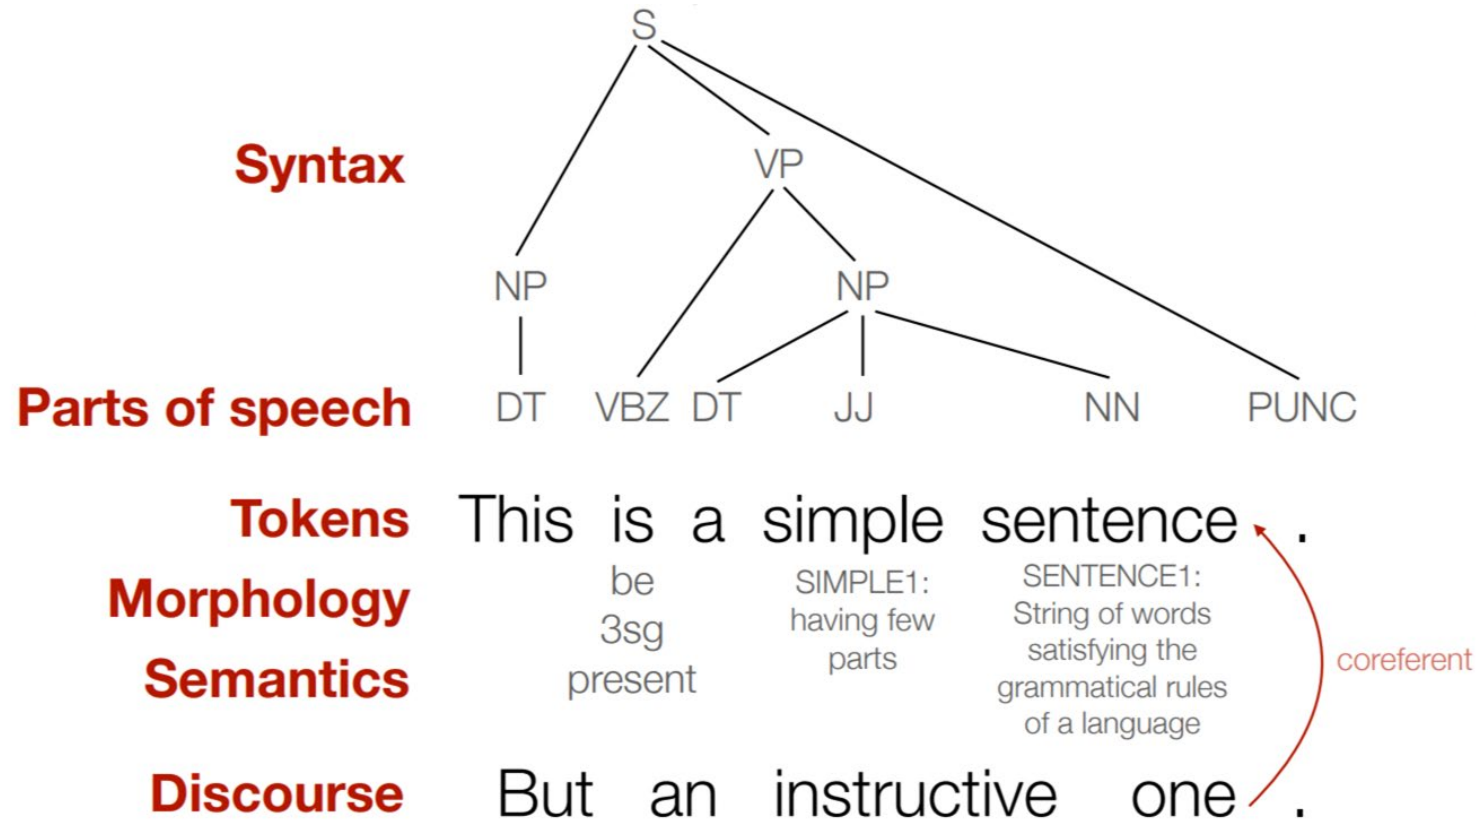 S
Syntax
VP
NP NP
Parts of speech DT VBZ DT JJ NN PUNC
Tokens This is a simple sentence .
Morphology be SIMPLE1: SENTENCE1:
3sg having few String of words
Semantics present parts satisfying the
grammatical rules
of a language
coreferent
Discourse But an instructive one .